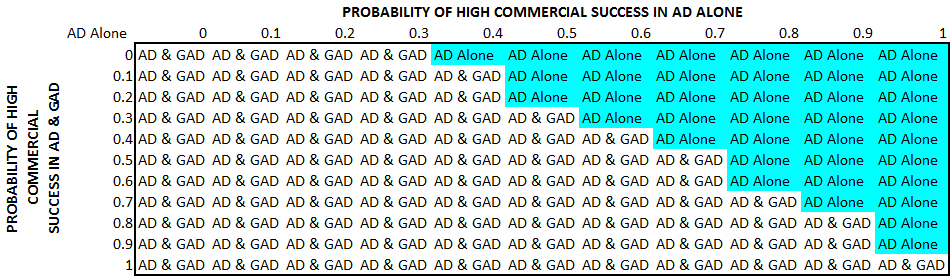 PROBABILITY OF HIGH COMMERCIAL SUCCESS IN AD ALONE
AD Alone 0 0.1 0.2 0.3 0.4 0.5 0.6 0.7 0.8 0.9 1
PROBABILITY OF HIGH
COMMERCIAL
SUCCESS IN AD & GAD
0 AD & GAD AD & GAD AD & GAD AD & GAD AD Alone AD Alone AD Alone AD Alone AD Alone AD Alone AD Alone
0.1 AD & GAD AD & GAD AD & GAD AD & GAD AD & GAD AD Alone AD Alone AD Alone AD Alone AD Alone AD Alone
0.2 AD & GAD AD & GAD AD & GAD AD & GAD AD & GAD AD Alone AD Alone AD Alone AD Alone AD Alone AD Alone
0.3 AD & GAD AD & GAD AD & GAD AD & GAD AD & GAD AD & GAD AD Alone AD Alone AD Alone AD Alone AD Alone
0.4 AD & GAD AD & GAD AD & GAD AD & GAD AD & GAD AD & GAD AD & GAD AD Alone AD Alone AD Alone AD Alone
0.5 AD & GAD AD & GAD AD & GAD AD & GAD AD & GAD AD & GAD AD & GAD AD & GAD AD Alone AD Alone AD Alone
0.6 AD & GAD AD & GAD AD & GAD AD & GAD AD & GAD AD & GAD AD & GAD AD & GAD AD Alone AD Alone AD Alone
0.7 AD & GAD AD & GAD AD & GAD AD & GAD AD & GAD AD & GAD AD & GAD AD & GAD AD & GAD AD Alone AD Alone
0.8 AD & GAD AD & GAD AD & GAD AD & GAD AD & GAD AD & GAD AD & GAD AD & GAD AD & GAD AD & GAD AD Alone
0.9 AD & GAD AD & GAD AD & GAD AD & GAD AD & GAD AD & GAD AD & GAD AD & GAD AD & GAD AD & GAD AD Alone
1 AD & GAD AD & GAD AD & GAD AD & GAD AD & GAD AD & GAD AD & GAD AD & GAD AD & GAD AD & GAD AD & GAD